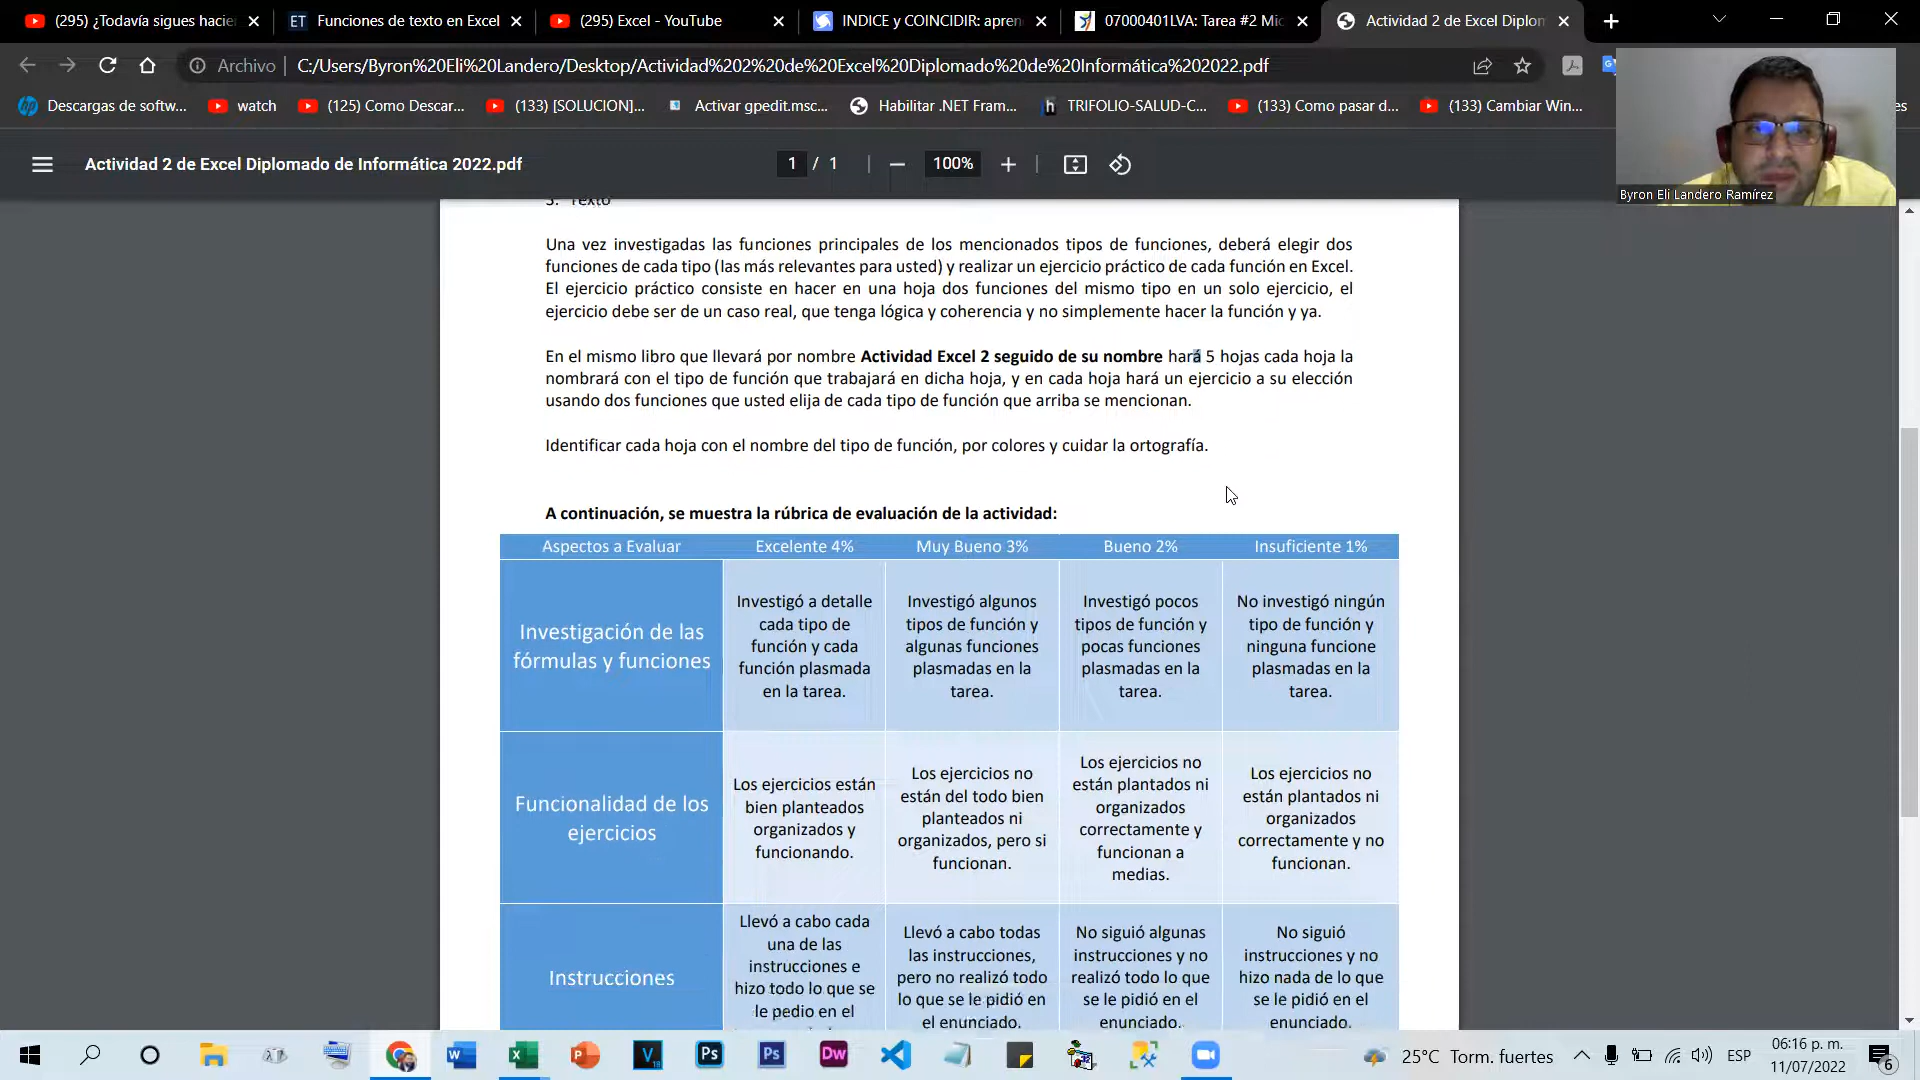 (295) ¿Todavía sigues hacie
Funciones de texto en Excel
(295) Excel - YouTube
INDICE y COINCIDIR: apren
07000401LVA: Tarea #2 Mic
Actividad 2 de Excel Diplom
Archivo
C:/Users/Byron%20Eli%20Landero/Desktop/Actividad%202%20de%20Excel%20Diplomado%20de%20Informática%202022.pdf
Descargas de softw...
watch
(125) Como Descar...
(133) [SOLUCION]...
Activar gpedit.msc...
Habilitar .NET Fram...
TRIFOLIO-SALUD-C...
(133) Como pasar d...
(133) Cambiar Win...
Actividad 2 de Excel Diplomado de Informática 2022.pdf
1 / 1
100%
Byron Eli Landero Ramírez
5. Texto
Una vez investigadas las funciones principales de los mencionados tipos de funciones, deberá elegir dos
funciones de cada tipo (las más relevantes para usted) y realizar un ejercicio práctico de cada función en Excel.
El ejercicio práctico consiste en hacer en una hoja dos funciones del mismo tipo en un solo ejercicio, el
ejercicio debe ser de un caso real, que tenga lógica y coherencia y no simplemente hacer la función y ya.
En el mismo libro que llevará por nombre Actividad Excel 2 seguido de su nombre hará 5 hojas cada hoja la
nombrará con el tipo de función que trabajará en dicha hoja, y en cada hoja hará un ejercicio a su elección
usando dos funciones que usted elija de cada tipo de función que arriba se mencionan.
Identificar cada hoja con el nombre del tipo de función, por colores y cuidar la ortografía.
A continuación, se muestra la rúbrica de evaluación de la actividad:
Aspectos a Evaluar
Excelente 4%
Muy Bueno 3%
Bueno 2%
Insuficiente 1%
Investigación de las
fórmulas y funciones
Investigó a detalle
cada tipo de
función y cada
función plasmada
en la tarea.
Investigó algunos
tipos de función y
algunas funciones
plasmadas en la
tarea.
Investigó pocos
tipos de función y
pocas funciones
plasmadas en la
tarea.
No investigó ningún
tipo de función y
ninguna funcione
plasmadas en la
tarea.
Funcionalidad de los
ejercicios
Los ejercicios están
bien planteados
organizados y
funcionando.
Los ejercicios no
están del todo bien
planteados ni
organizados, pero si
funcionan.
Los ejercicios no
están plantados ni
organizados
correctamente y
funcionan a
medias.
Los ejercicios no
están plantados ni
organizados
correctamente y no
funcionan.
Instrucciones
Llevó a cabo cada
una de las
instrucciones e
hizo todo lo que se
le pedio en el
Llevó a cabo todas
las instrucciones,
pero no realizó todo
lo que se le pidió en
el enunciado.
No siguió algunas
instrucciones y no
realizó todo lo que
se le pidió en el
enunciado.
No siguió
instrucciones y no
hizo nada de lo que
se le pidió en el
enunciado.
25°C Torm. fuertes
ESP
06:16 p. m.
11/07/2022
6